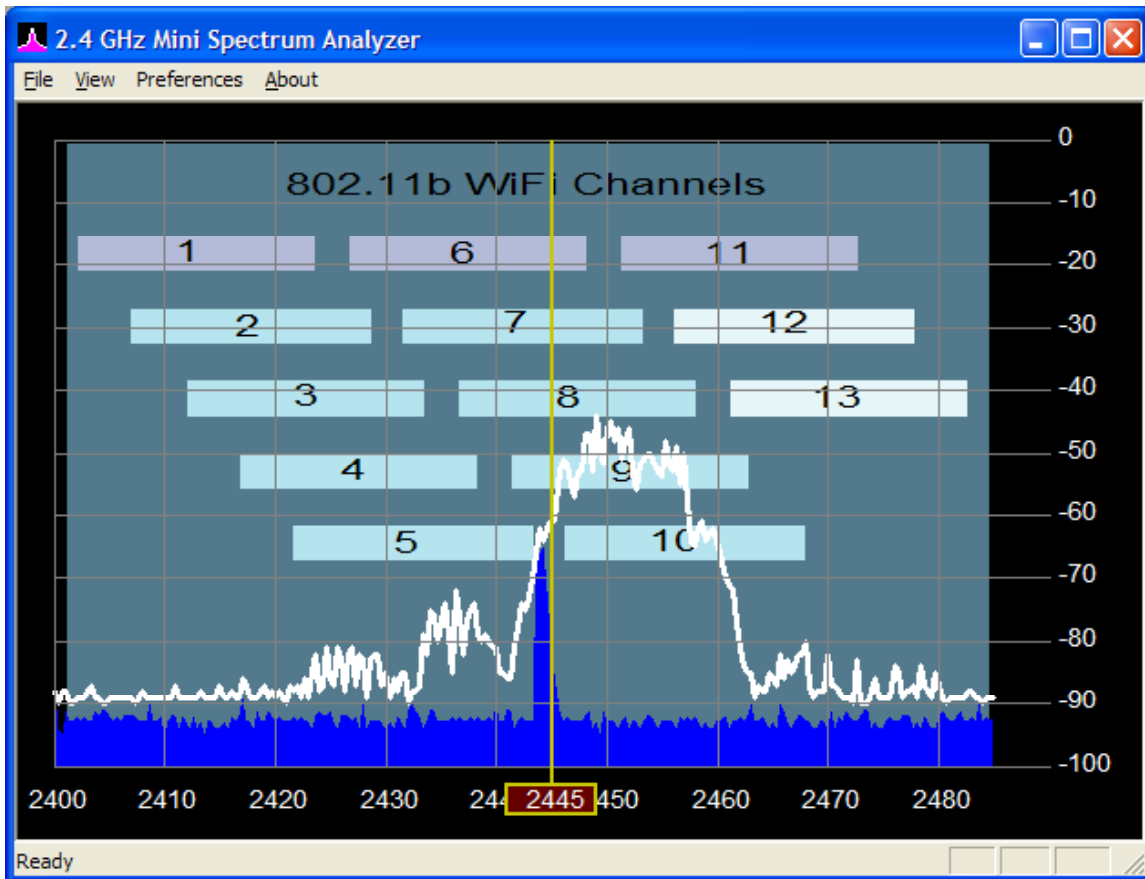 2.4 GHz Mini Spectrum Analyzer
File View Preferences About
802.11b WiFi Channels
0
-10
1 6 11
-20
2 7 12
-30
3 8 13
-40
4 9
-50
5 10
-60
-70
-80
-90
-100
2400 2410 2420 2430 244 2445 450 2460 2470 2480
Ready